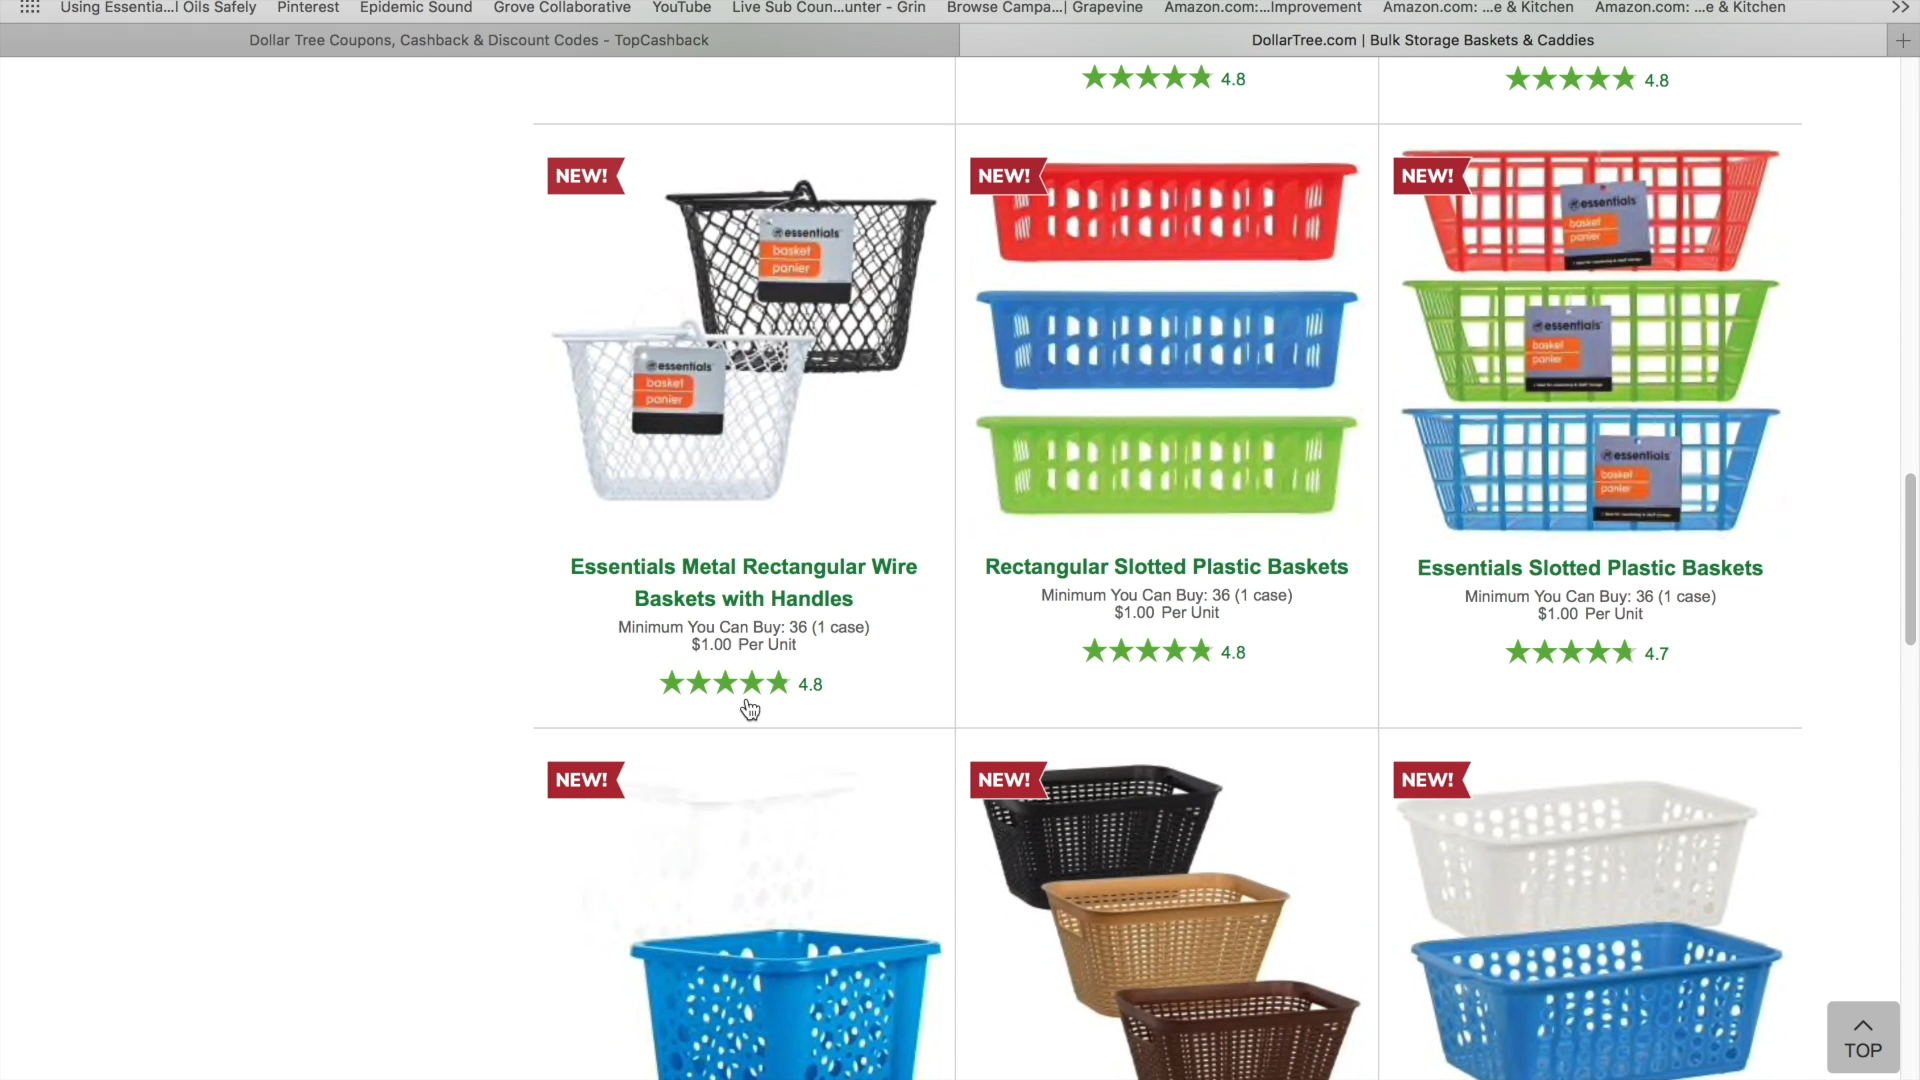 Using Essentia...l Oils Safely Pinterest Epidemic Sound Grove Collaborative YouTube Live Sub Coun...unter - Grin Browse Campa...| Grapevine Amazon.com:...Improvement Amazon.com: ...e & Kitchen Amazon.com: ...e & Kitchen
Dollar Tree Coupons, Cashback & Discount Codes - TopCashback
DollarTree.com | Bulk Storage Baskets & Caddies
4.8
4.8
NEW!
essentials
basket
panier
essentials
basket
panier
NEW!
NEW!
essentials
basket
panier
essentials
basket
panier
essentials
basket
panier
Essentials Metal Rectangular Wire
Baskets with Handles
Minimum You Can Buy: 36 (1 case)
$1.00 Per Unit
4.8
Rectangular Slotted Plastic Baskets
Minimum You Can Buy: 36 (1 case)
$1.00 Per Unit
4.8
Essentials Slotted Plastic Baskets
Minimum You Can Buy: 36 (1 case)
$1.00 Per Unit
4.7
NEW!
NEW!
NEW!
TOP